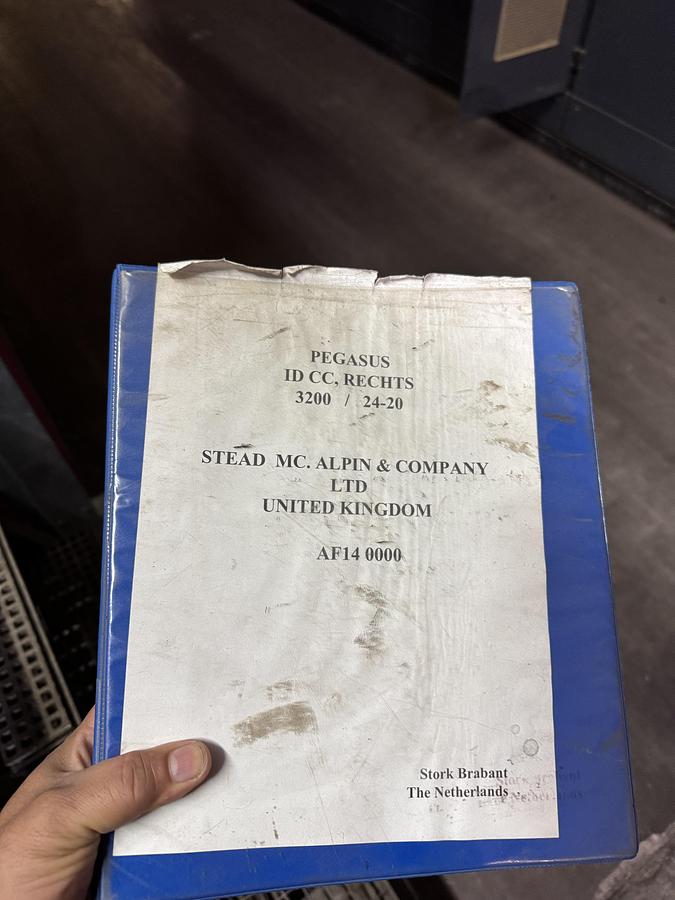 PEGASUS
ID CC, RECHTS
3200 / 24-20
STEAD MC. ALPIN & COMPANY
LTD
UNITED KINGDOM
AF14 0000
Stork Brabant
The Netherlands